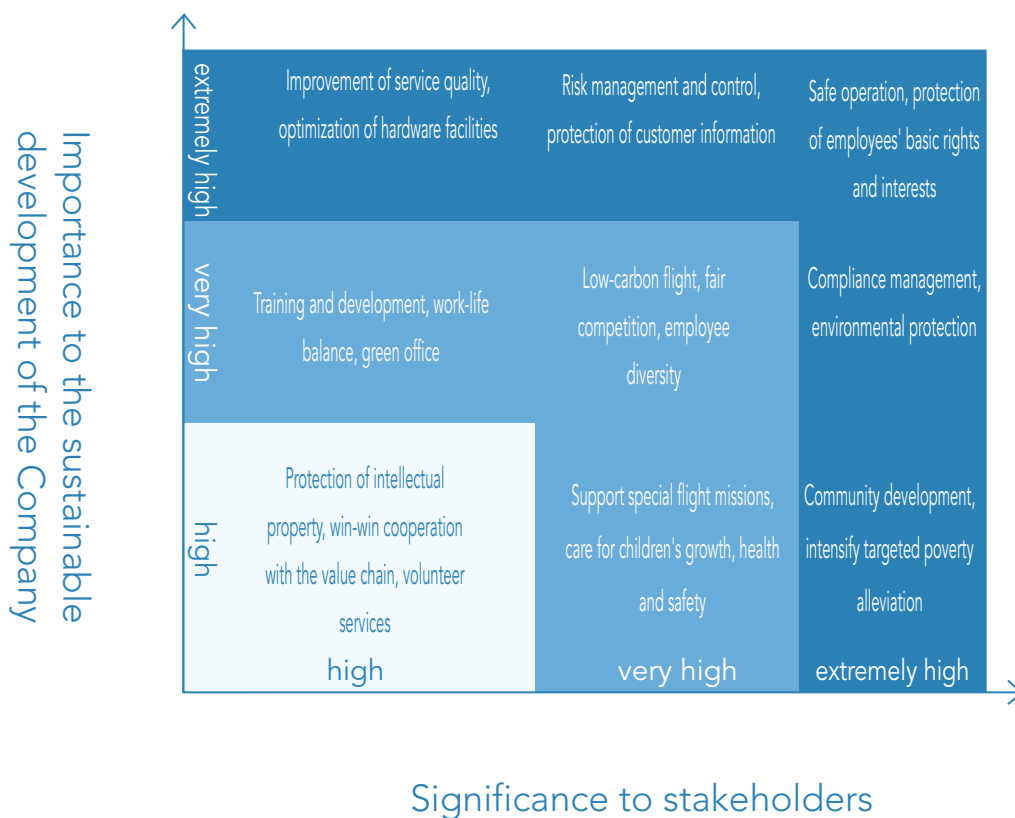 Importance to the sustainable
development of the Company
extremely high
Improvement of service quality,
optimization of hardware facilities
Risk management and control,
protection of customer information
Safe operation, protection
of employees' basic rights
and interests
very high
Training and development, work-life
balance, green office
Low-carbon flight, fair
competition, employee
diversity
Compliance management,
environmental protection
high
Protection of intellectual
property, win-win cooperation
with the value chain, volunteer
services
Support special flight missions,
care for children's growth, health
and safety
Community development,
intensify targeted poverty
alleviation
high
very high
extremely high
Significance to stakeholders